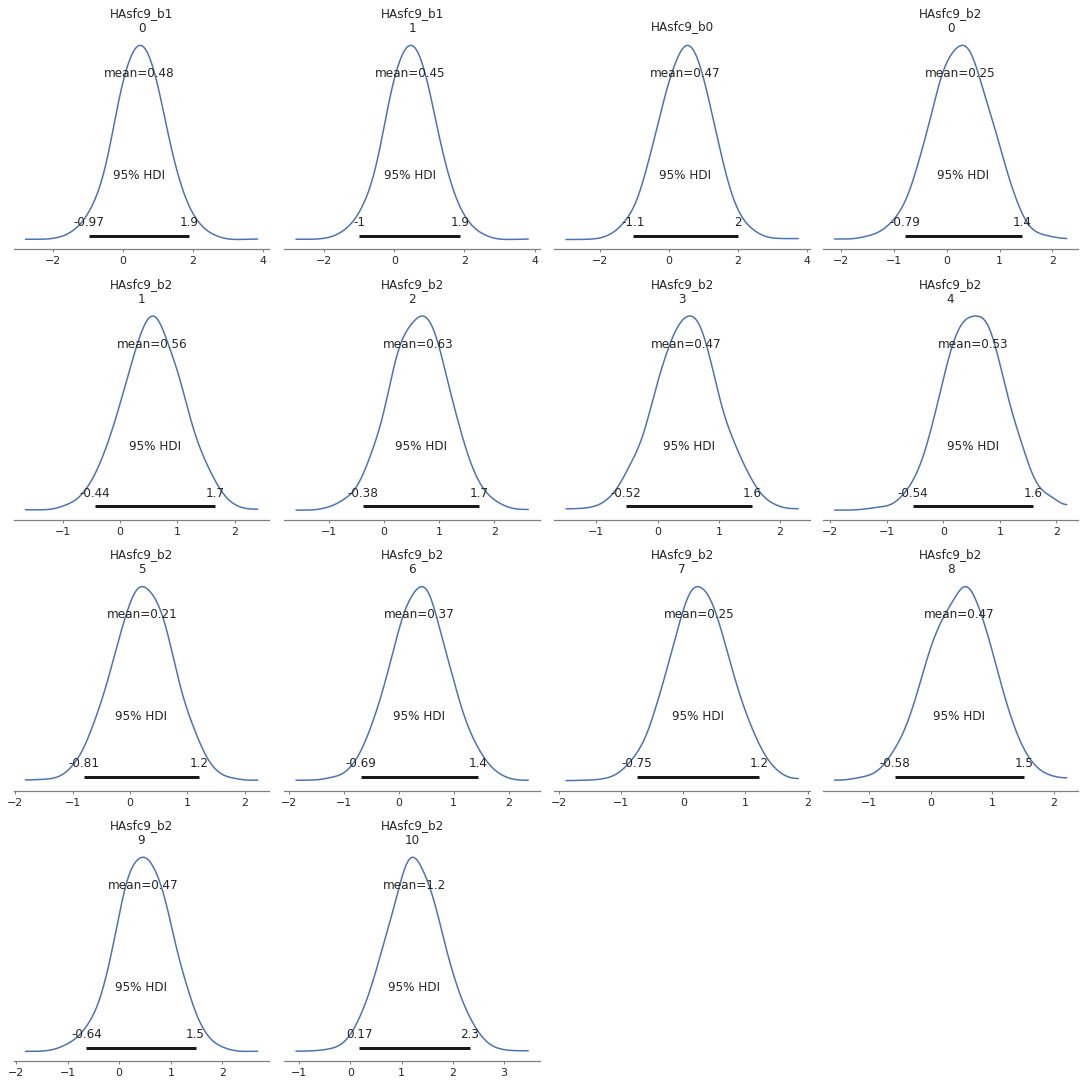 HAsfc9_b1
0
mean=0.48
95% HDI
-0.97 1.9
−2 0 2 4
HAsfc9_b1
1
mean=0.45
95% HDI
-1 1.9
−2 0 2 4
HAsfc9_b0
mean=0.47
95% HDI
-1.1 2
−2 0 2 4
HAsfc9_b2
0
mean=0.25
95% HDI
-0.79 1.4
−2 −1 0 1 2
HAsfc9_b2
1
mean=0.56
95% HDI
-0.44 1.7
−1 0 1 2
HAsfc9_b2
2
mean=0.63
95% HDI
-0.38 1.7
−1 0 1 2
HAsfc9_b2
3
mean=0.47
95% HDI
-0.52 1.6
−1 0 1 2
HAsfc9_b2
4
mean=0.53
95% HDI
-0.54 1.6
−2 −1 0 1 2
HAsfc9_b2
5
mean=0.21
95% HDI
-0.81 1.2
−2 −1 0 1 2
HAsfc9_b2
6
mean=0.37
95% HDI
-0.69 1.4
−2 −1 0 1 2
HAsfc9_b2
7
mean=0.25
95% HDI
-0.75 1.2
−2 −1 0 1 2
HAsfc9_b2
8
mean=0.47
95% HDI
-0.58 1.5
−1 0 1 2
HAsfc9_b2
9
mean=0.47
95% HDI
-0.64 1.5
−2 −1 0 1 2
HAsfc9_b2
10
mean=1.2
95% HDI
0.17 2.3
−1 0 1 2 3